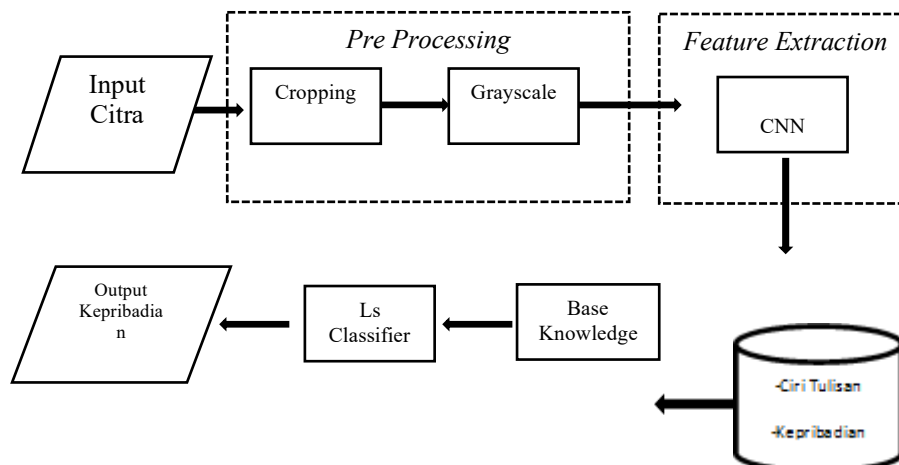 Pre Processing
Feature Extraction
Input
Citra
Cropping
Grayscale
CNN
Output
Kepribadia
n
Ls
Classifier
Base
Knowledge
-Ciri Tulisan
-Kepribadian